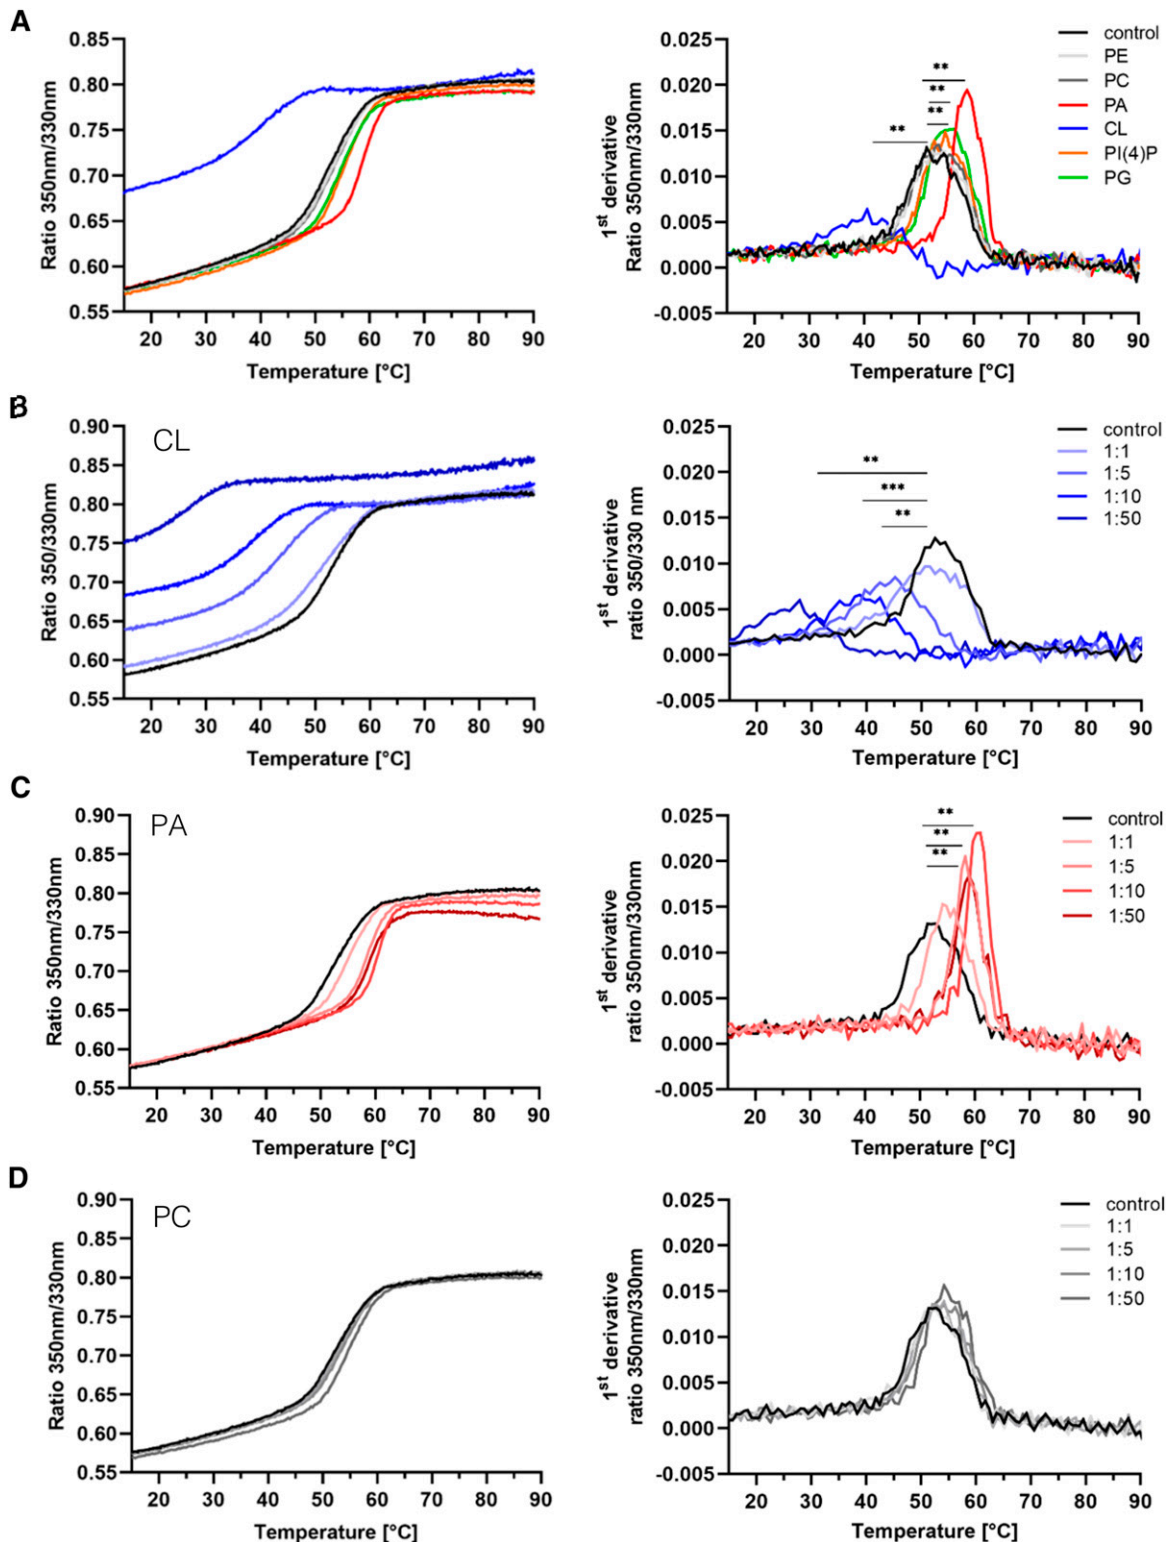 A
0.85
0.80
0.75
0.70
0.65
0.60
0.55
Ratio 350nm/330nm
20 30 40 50 60 70 80 90
Temperature [°C]
0.025
0.020
0.015
0.010
0.005
0.000
-0.005
1st derivative
Ratio 350nm/330nm
20 30 40 50 60 70 80 90
Temperature [°C]
**
**
**
**
control
PE
PC
PA
CL
PI(4)P
PG
B
CL
0.90
0.85
0.80
0.75
0.70
0.65
0.60
0.55
Ratio 350/330nm
20 30 40 50 60 70 80 90
Temperature [°C]
0.025
0.020
0.015
0.010
0.005
0.000
-0.005
1st derivative
ratio 350/330 nm
20 30 40 50 60 70 80 90
Temperature [°C]
**
***
**
control
1:1
1:5
1:10
1:50
C
PA
0.90
0.85
0.80
0.75
0.70
0.65
0.60
0.55
Ratio 350nm/330nm
20 30 40 50 60 70 80 90
Temperature [°C]
0.025
0.020
0.015
0.010
0.005
0.000
-0.005
1st derivative
ratio 350nm/330nm
20 30 40 50 60 70 80 90
Temperature [°C]
**
**
**
control
1:1
1:5
1:10
1:50
D
PC
0.90
0.85
0.80
0.75
0.70
0.65
0.60
0.55
Ratio 350nm/330nm
20 30 40 50 60 70 80 90
Temperature [°C]
0.025
0.020
0.015
0.010
0.005
0.000
-0.005
1st derivative
ratio 350nm/330nm
20 30 40 50 60 70 80 90
Temperature [°C]
control
1:1
1:5
1:10
1:50